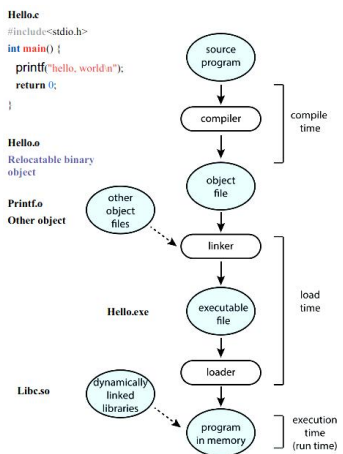 Hello.c
#include<stdio.h>
int main() {
printf("hello, world\n");
return 0;
}
Hello.o
Relocatable binary
object
Printf.o
Other object
Hello.exe
Libc.so
source
program
compiler
compile
time
object
file
other
object
files
linker
load
time
executable
file
loader
dynamically
linked
libraries
program
in memory
execution
time
(run time)